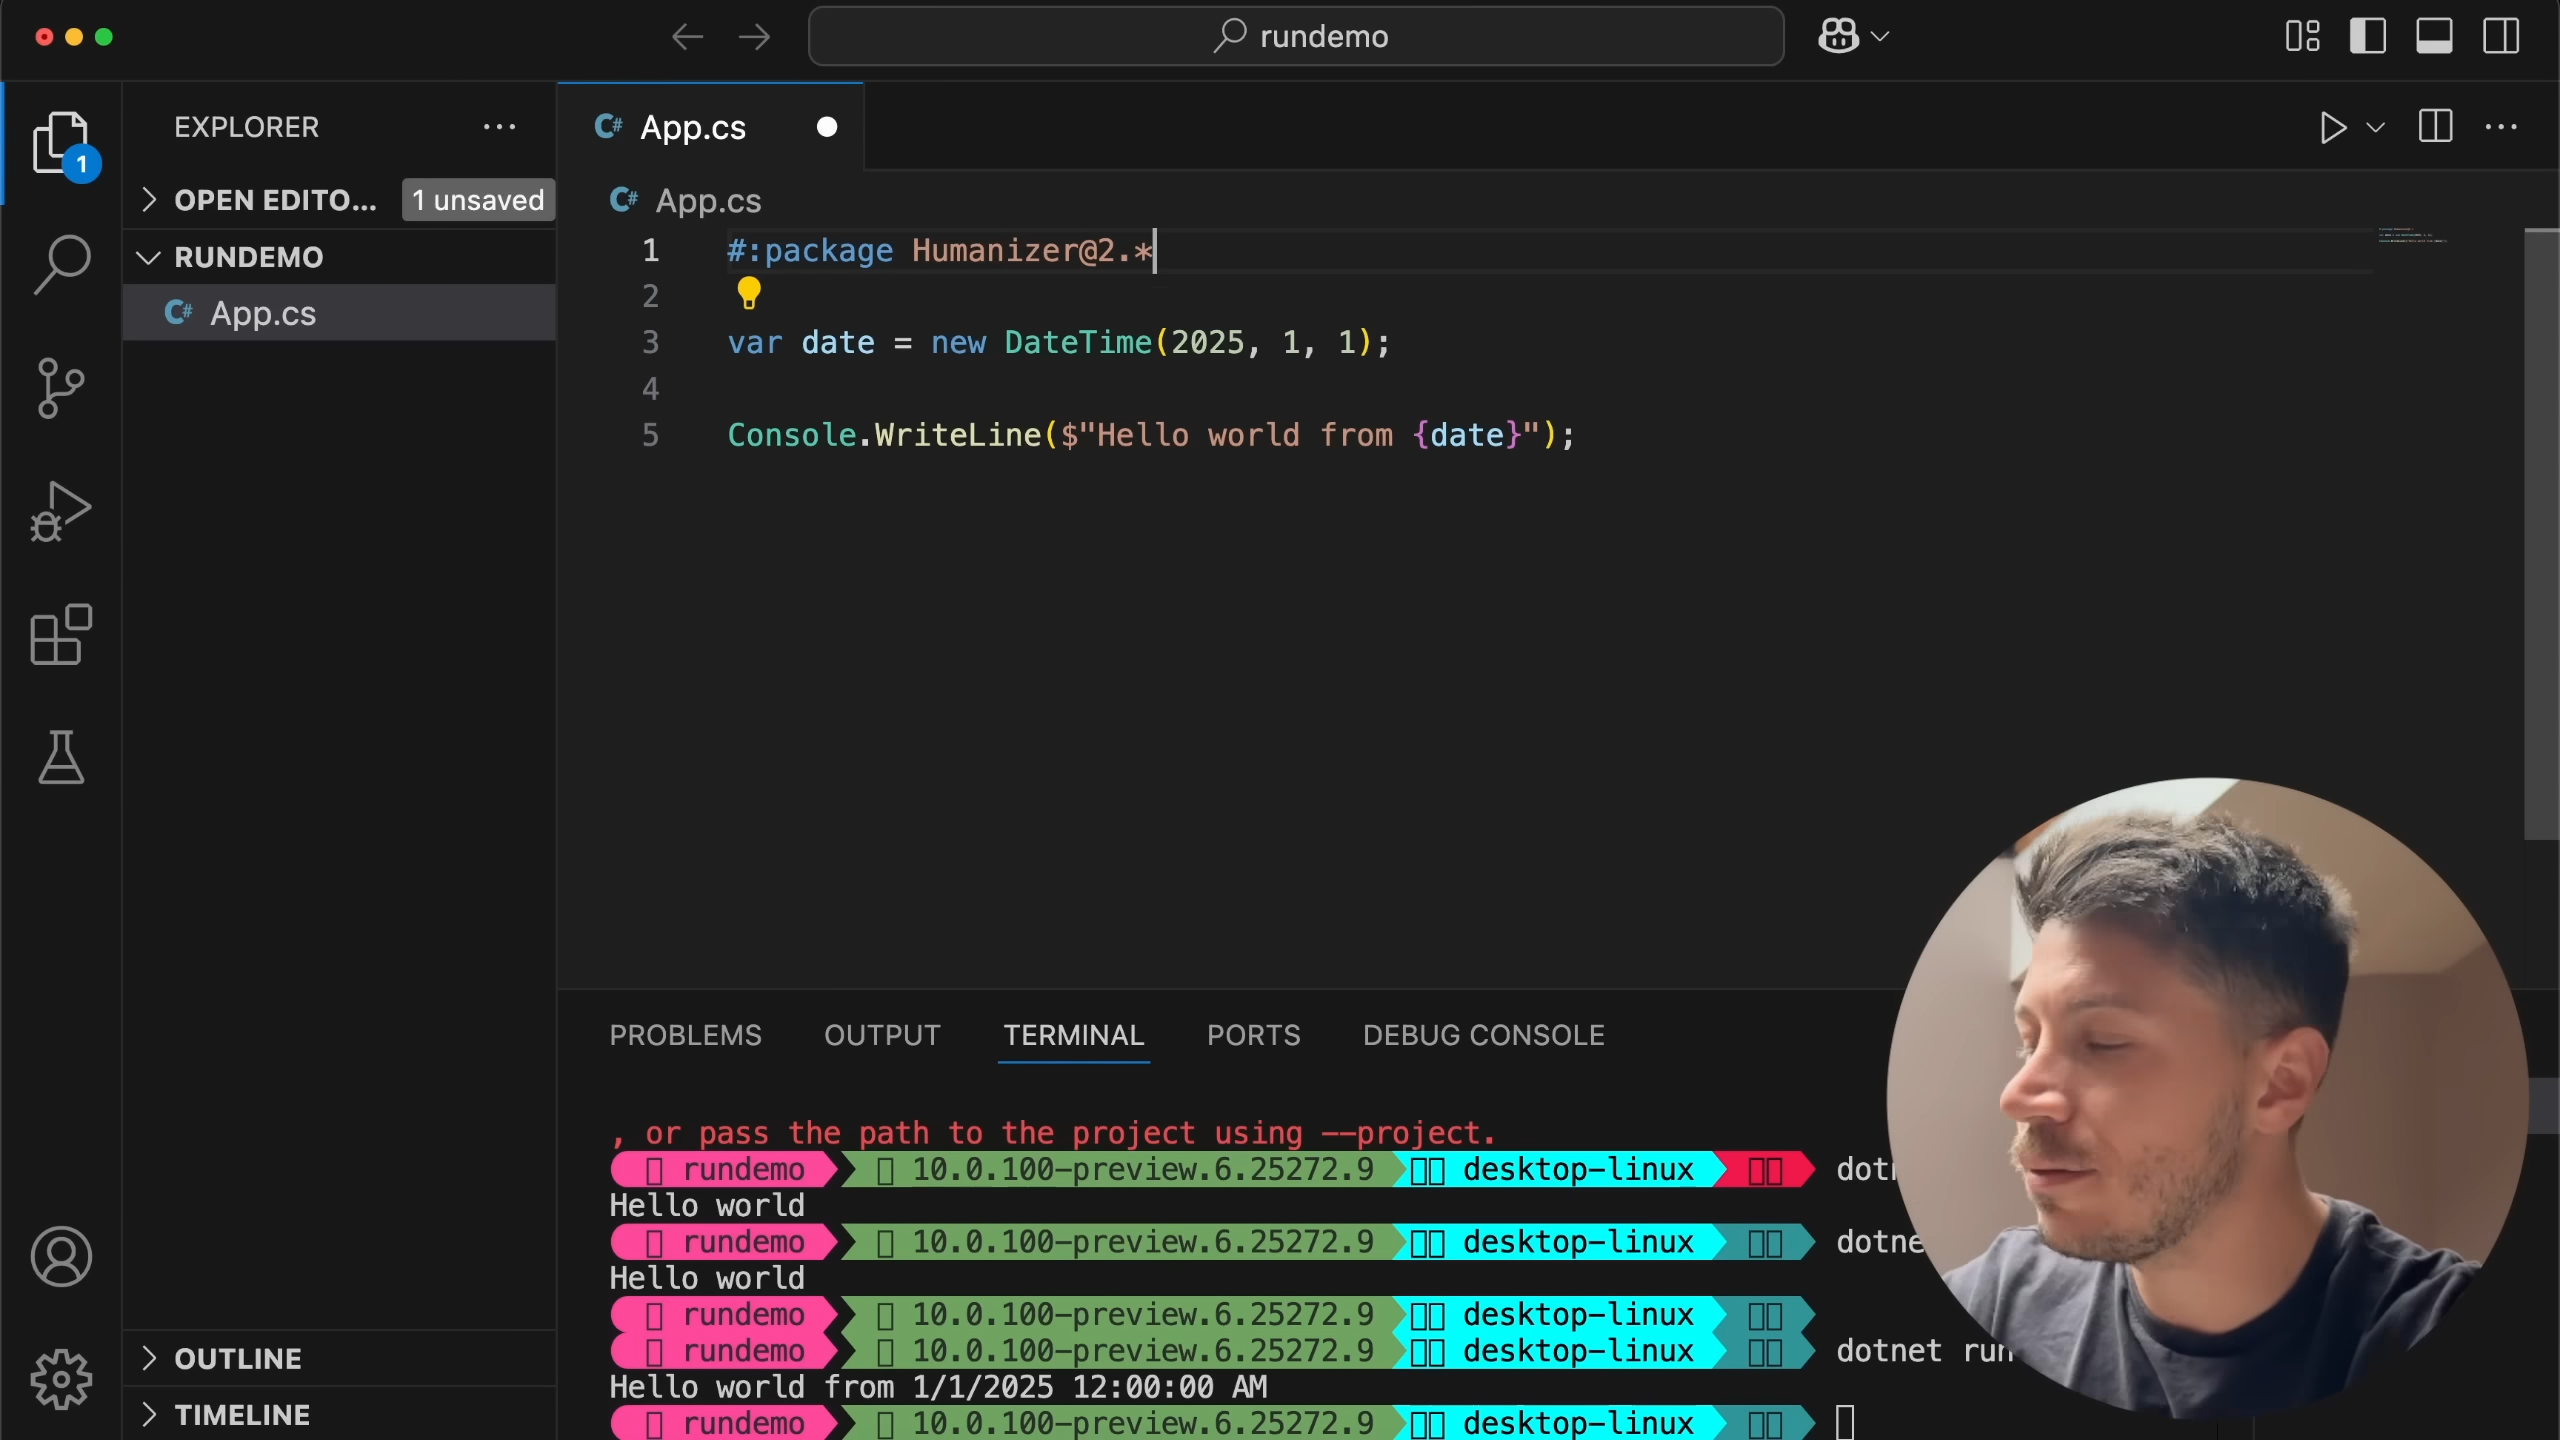 rundemo
EXPLORER
App.cs
1
OPEN EDITO... 1 unsaved
RUNDEMO
App.cs
App.cs
1 #:package Humanizer@2.*
2
3 var date = new DateTime(2025, 1, 1);
4
5 Console.WriteLine($"Hello world from {date}");
PROBLEMS OUTPUT TERMINAL PORTS DEBUG CONSOLE
, or pass the path to the project using --project.
rundemo 10.0.100-preview.6.25272.9 desktop-linux
Hello world
rundemo 10.0.100-preview.6.25272.9 desktop-linux
Hello world
rundemo 10.0.100-preview.6.25272.9 desktop-linux
rundemo 10.0.100-preview.6.25272.9 desktop-linux dotnet run
Hello world from 1/1/2025 12:00:00 AM
rundemo 10.0.100-preview.6.25272.9 desktop-linux
OUTLINE
TIMELINE